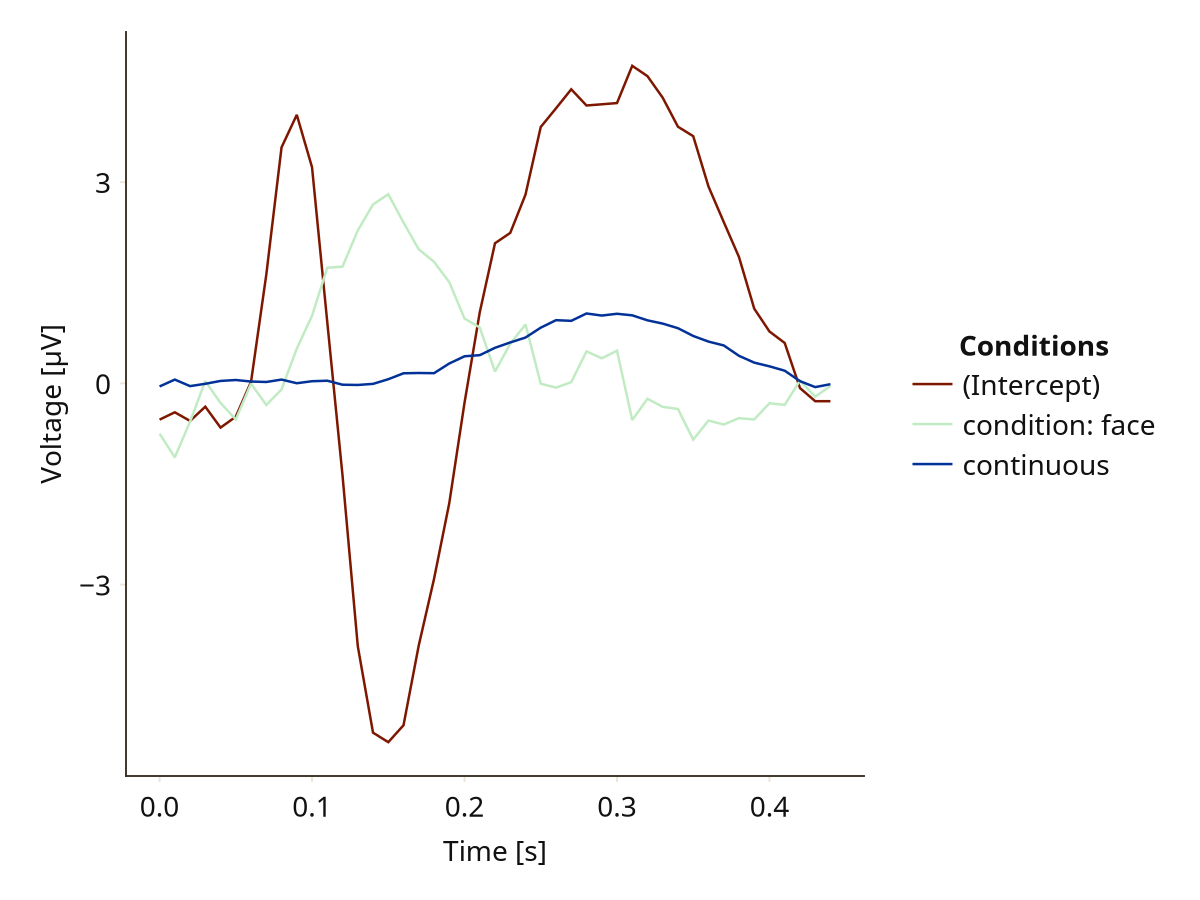 Voltage [µV]
3
0
−3
0.0 0.1 0.2 0.3 0.4
Time [s]
Conditions
(Intercept)
condition: face
continuous